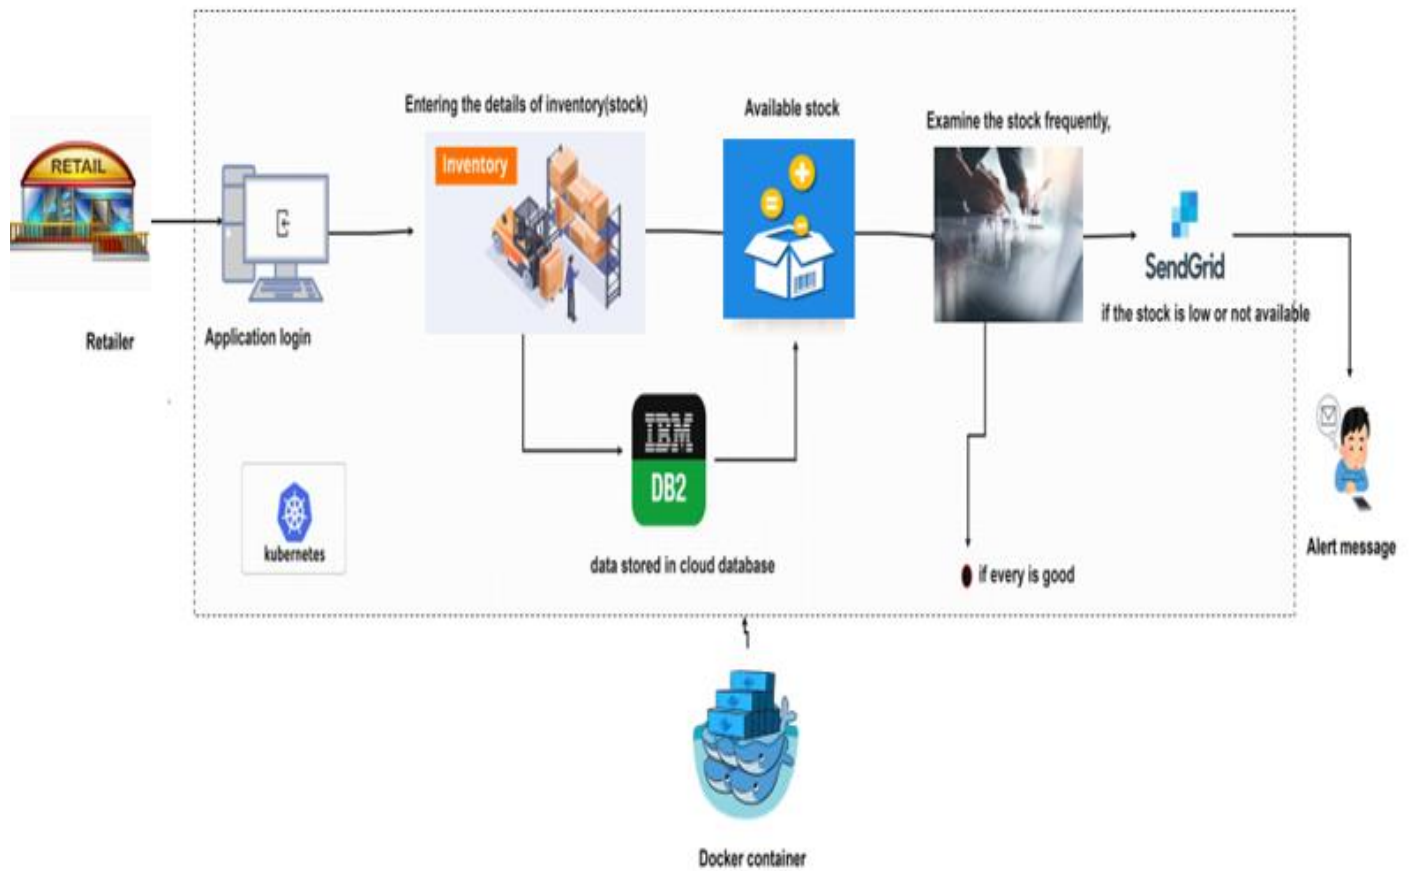 Entering the details of inventory(stock)
Available stock
Examine the stock frequently,
RETAIL
Inventory
SendGrid
if the stock is low or not available
Retailer
Application login
IBM
DB2
kubernetes
data stored in cloud database
if every is good
Alert message
Docker container